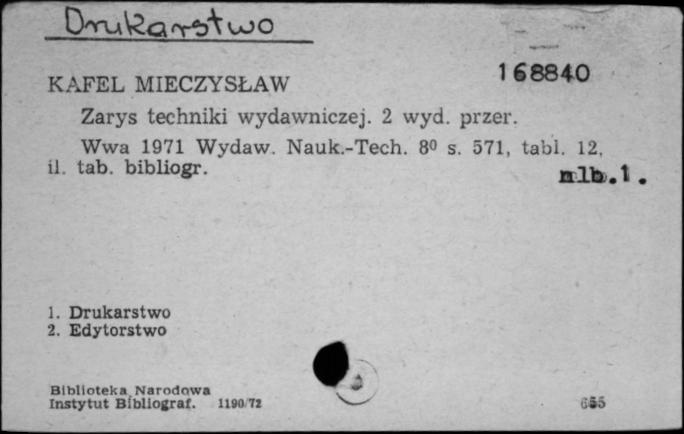 Drukarstwo
168840
KAFEL MIECZYSŁAW
Zarys techniki wydawniczej. 2 wyd. przer.
Wwa 1971 Wydaw. Nauk.-Tech. 8⁰ s. 571, tabl. 12,
il. tab. bibliogr.
nlb.1.
1. Drukarstwo
2. Edytorstwo
Biblioteka Narodowa
Instytut Bibliograf. 1190/72
655